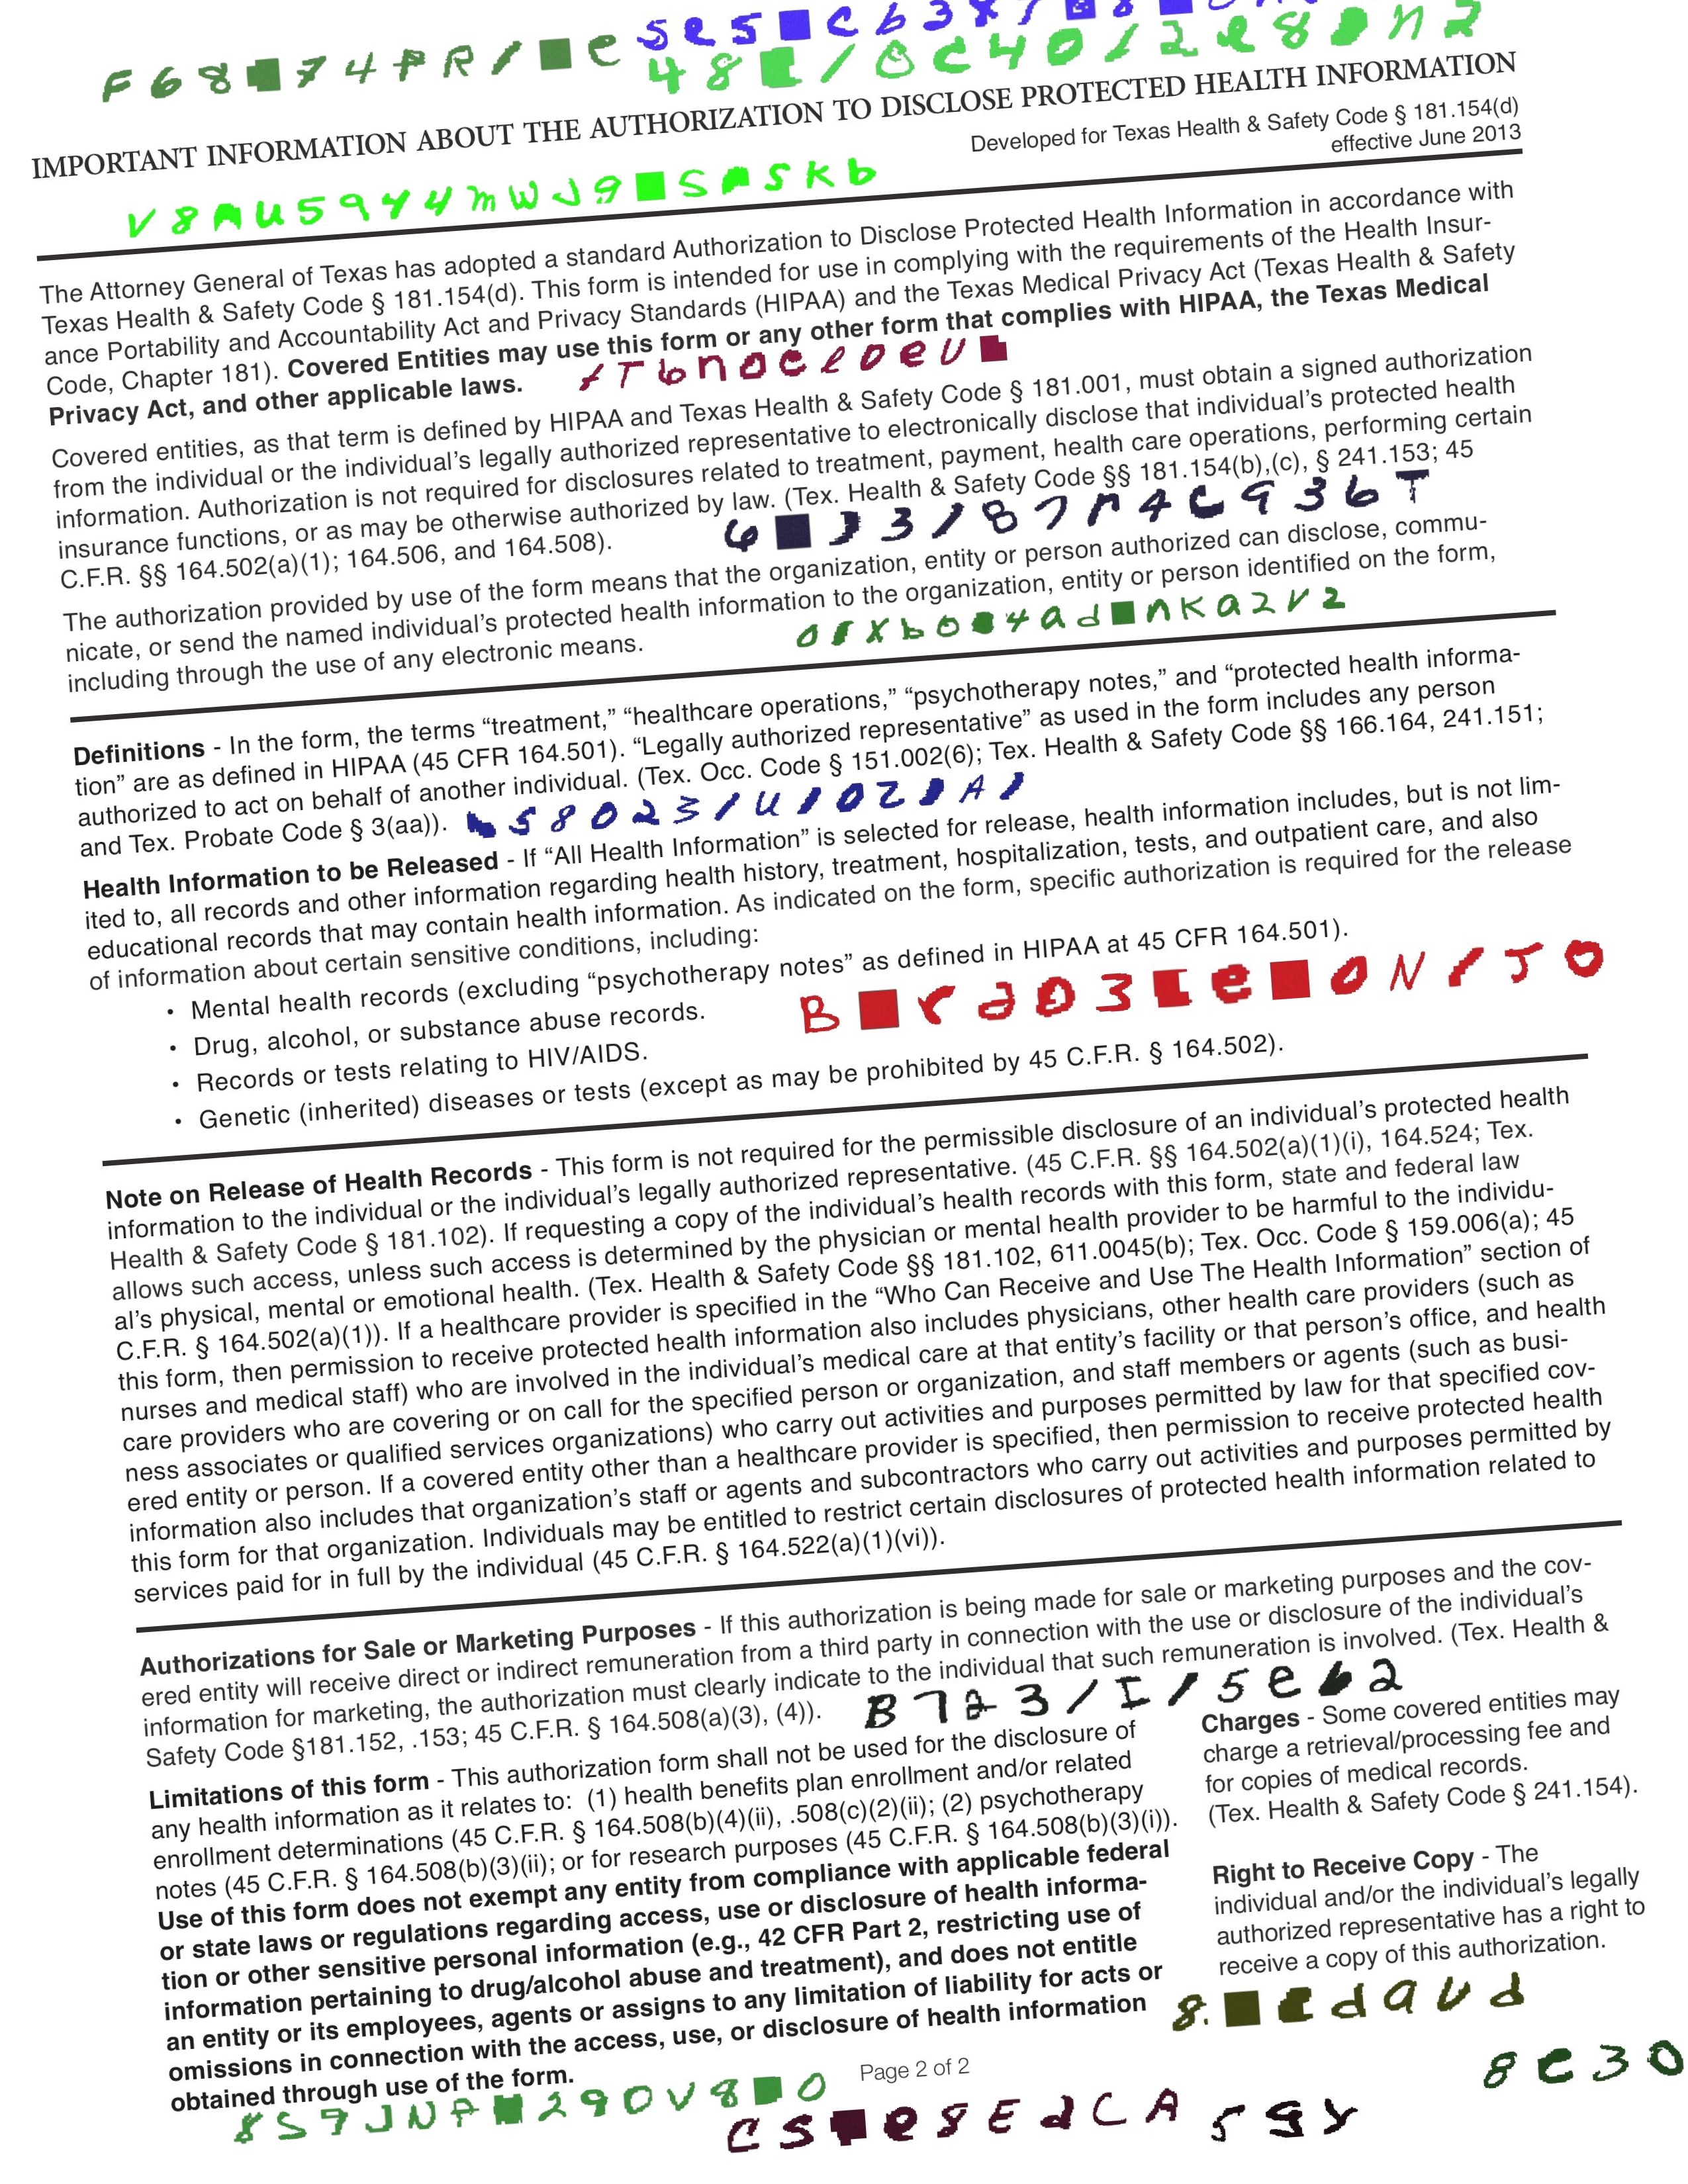 IMPORTANT INFORMATION ABOUT THE AUTHORIZATION TO DISCLOSE PROTECTED HEALTH INFORMATION
Developed for Texas Health & Safety Code § 181.154(d)
effective June 2013
The Attorney General of Texas has adopted a standard Authorization to Disclose Protected Health Information in accordance with
Texas Health & Safety Code § 181.154(d). This form is intended for use in complying with the requirements of the Health Insur-
ance Portability and Accountability Act and Privacy Standards (HIPAA) and the Texas Medical Privacy Act (Texas Health & Safety
Code, Chapter 181). Covered Entities may use this form or any other form that complies with HIPAA, the Texas Medical
Privacy Act, and other applicable laws.
Covered entities, as that term is defined by HIPAA and Texas Health & Safety Code § 181.001, must obtain a signed authorization
from the individual or the individual's legally authorized representative to electronically disclose that individual's protected health
information. Authorization is not required for disclosures related to treatment, payment, health care operations, performing certain
insurance functions, or as may be otherwise authorized by law. (Tex. Health & Safety Code §§ 181.154(b),(c), § 241.153; 45
C.F.R. §§ 164.502(a)(1); 164.506, and 164.508).
The authorization provided by use of the form means that the organization, entity or person authorized can disclose, commu-
nicate, or send the named individual's protected health information to the organization, entity or person identified on the form,
including through the use of any electronic means.
Definitions - In the form, the terms "treatment," "healthcare operations," "psychotherapy notes," and "protected health informa-
tion" are as defined in HIPAA (45 CFR 164.501). "Legally authorized representative" as used in the form includes any person
authorized to act on behalf of another individual. (Tex. Occ. Code § 151.002(6); Tex. Health & Safety Code §§ 166.164, 241.151;
and Tex. Probate Code § 3(aa)).
Health Information to be Released - If "All Health Information" is selected for release, health information includes, but is not lim-
ited to, all records and other information regarding health history, treatment, hospitalization, tests, and outpatient care, and also
educational records that may contain health information. As indicated on the form, specific authorization is required for the release
of information about certain sensitive conditions, including:
• Mental health records (excluding "psychotherapy notes" as defined in HIPAA at 45 CFR 164.501).
• Drug, alcohol, or substance abuse records.
• Records or tests relating to HIV/AIDS.
• Genetic (inherited) diseases or tests (except as may be prohibited by 45 C.F.R. § 164.502).
Note on Release of Health Records - This form is not required for the permissible disclosure of an individual's protected health
information to the individual or the individual's legally authorized representative. (45 C.F.R. §§ 164.502(a)(1)(i), 164.524; Tex.
Health & Safety Code § 181.102). If requesting a copy of the individual's health records with this form, state and federal law
allows such access, unless such access is determined by the physician or mental health provider to be harmful to the individu-
al's physical, mental or emotional health. (Tex. Health & Safety Code §§ 181.102, 611.0045(b); Tex. Occ. Code § 159.006(a); 45
C.F.R. § 164.502(a)(1)). If a healthcare provider is specified in the "Who Can Receive and Use The Health Information" section of
this form, then permission to receive protected health information also includes physicians, other health care providers (such as
nurses and medical staff) who are involved in the individual's medical care at that entity's facility or that person's office, and health
care providers who are covering or on call for the specified person or organization, and staff members or agents (such as busi-
ness associates or qualified services organizations) who carry out activities and purposes permitted by law for that specified cov-
ered entity or person. If a covered entity other than a healthcare provider is specified, then permission to receive protected health
information also includes that organization's staff or agents and subcontractors who carry out activities and purposes permitted by
this form for that organization. Individuals may be entitled to restrict certain disclosures of protected health information related to
services paid for in full by the individual (45 C.F.R. § 164.522(a)(1)(vi)).
Authorizations for Sale or Marketing Purposes - If this authorization is being made for sale or marketing purposes and the cov-
ered entity will receive direct or indirect remuneration from a third party in connection with the use or disclosure of the individual's
information for marketing, the authorization must clearly indicate to the individual that such remuneration is involved. (Tex. Health &
Safety Code §181.152, .153; 45 C.F.R. § 164.508(a)(3), (4)).
Limitations of this form - This authorization form shall not be used for the disclosure of
any health information as it relates to: (1) health benefits plan enrollment and/or related
enrollment determinations (45 C.F.R. § 164.508(b)(4)(ii), .508(c)(2)(ii); (2) psychotherapy
notes (45 C.F.R. § 164.508(b)(3)(ii); or for research purposes (45 C.F.R. § 164.508(b)(3)(i)).
Use of this form does not exempt any entity from compliance with applicable federal
or state laws or regulations regarding access, use or disclosure of health informa-
tion or other sensitive personal information (e.g., 42 CFR Part 2, restricting use of
information pertaining to drug/alcohol abuse and treatment), and does not entitle
an entity or its employees, agents or assigns to any limitation of liability for acts or
omissions in connection with the access, use, or disclosure of health information
obtained through use of the form.
Charges - Some covered entities may
charge a retrieval/processing fee and
for copies of medical records.
(Tex. Health & Safety Code § 241.154).
Right to Receive Copy - The
individual and/or the individual's legally
authorized representative has a right to
receive a copy of this authorization.
8C30
Page 2 of 2